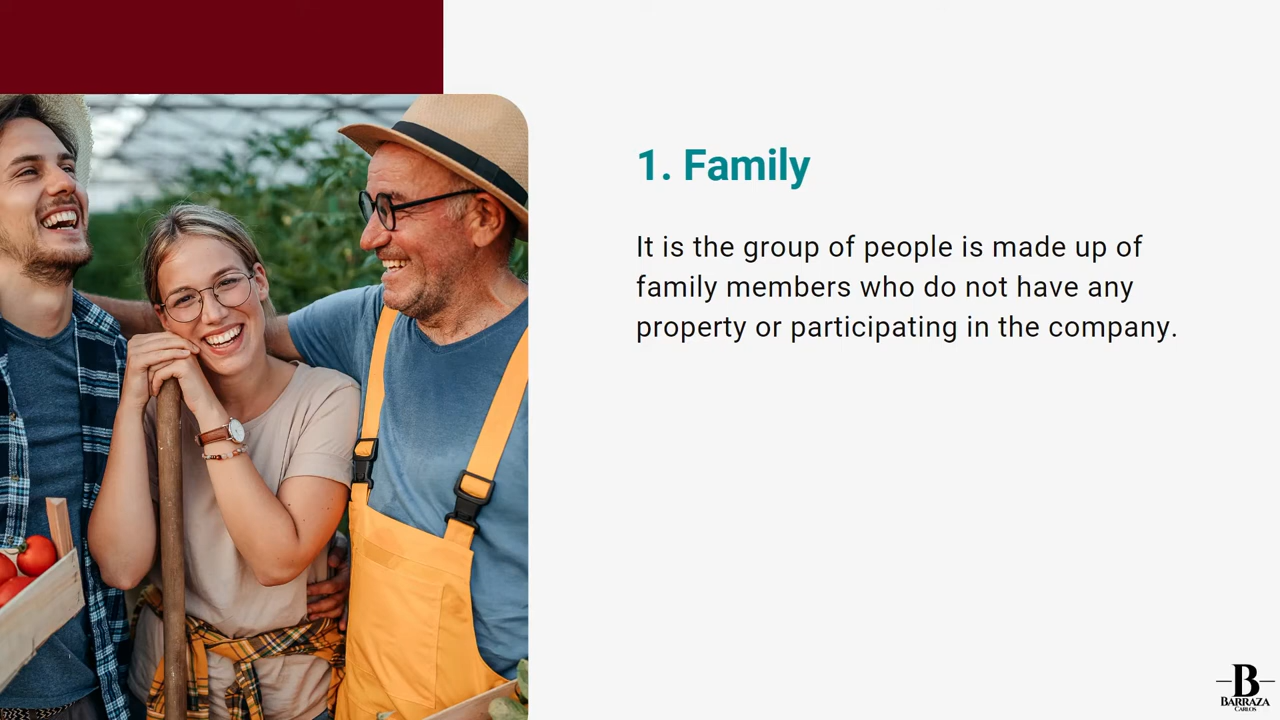 1. Family
It is the group of people is made up of
family members who do not have any
property or participating in the company.
B
BARRAZA
CARLOS